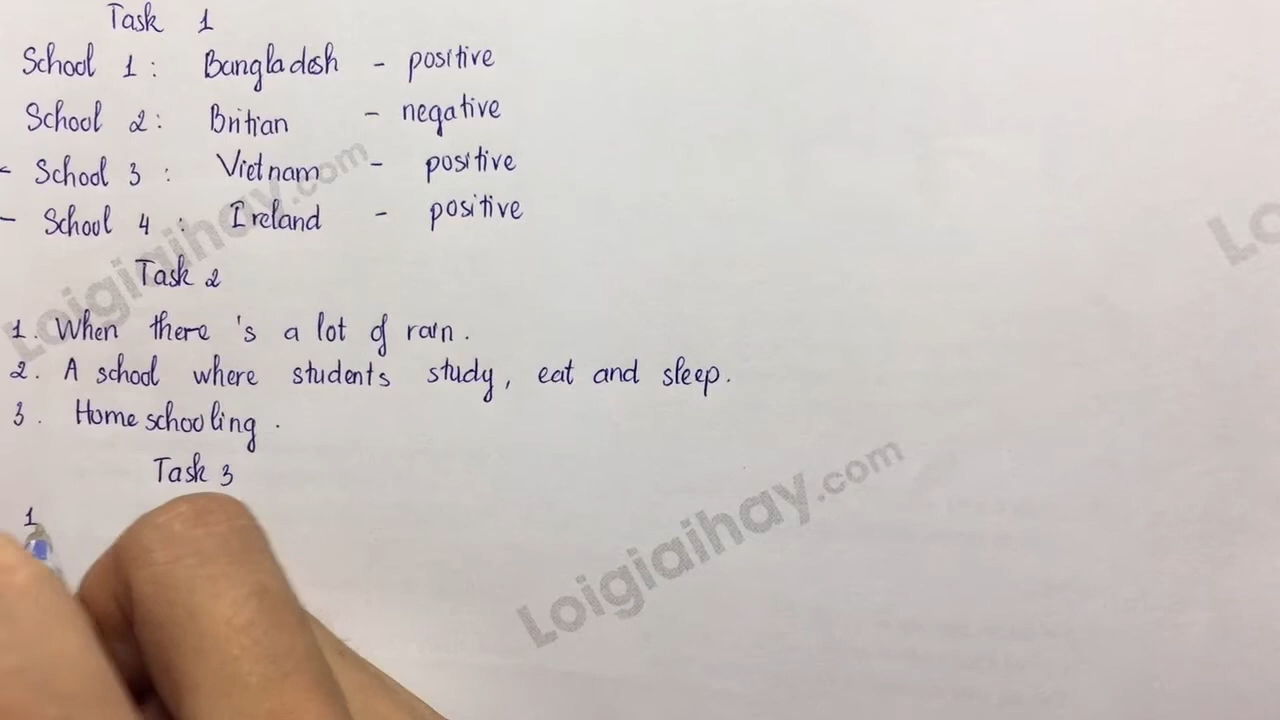 Task 1
School 1 : Bangladesh - positive
School 2 : Britian - negative
- School 3 : Vietnam - positive
- School 4 : Ireland - positive
Task 2
1. When there 's a lot of rain.
2. A school where students study, eat and sleep.
3. Home schooling.
Task 3
1
Loigiaihay.com
Loigiaihay.com
Lo